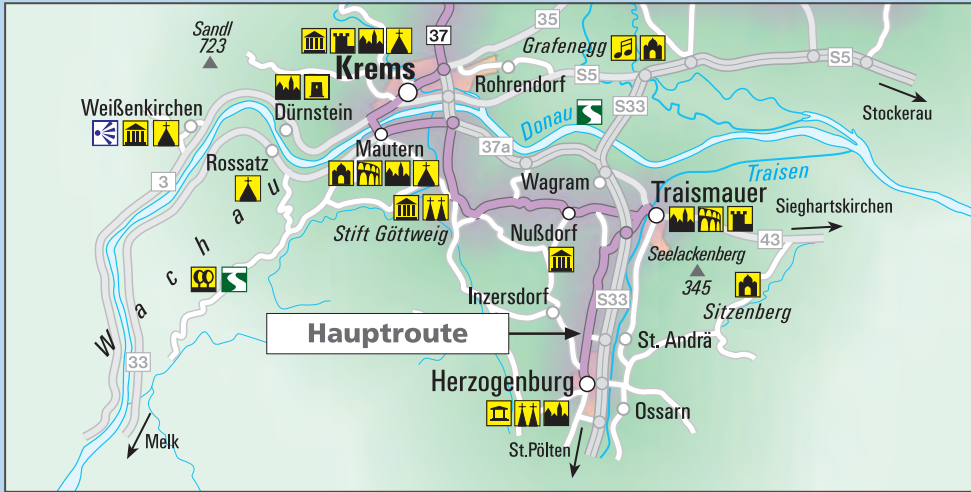 Sandl
723
37
35
Grafenegg
Krems
Rohrendorf
S5
S5
Stockerau
Weißenkirchen
Dürnstein
S33
Donau
Mautern
37a
Rossatz
Traisen
3
Wagram
Traismauer
Sieghartskirchen
Wachau
Stift Göttweig
Nußdorf
43
Seelackenberg
345
Sitzenberg
Inzersdorf
S33
Hauptroute
St. Andrä
33
Herzogenburg
Ossarn
Melk
St.Pölten